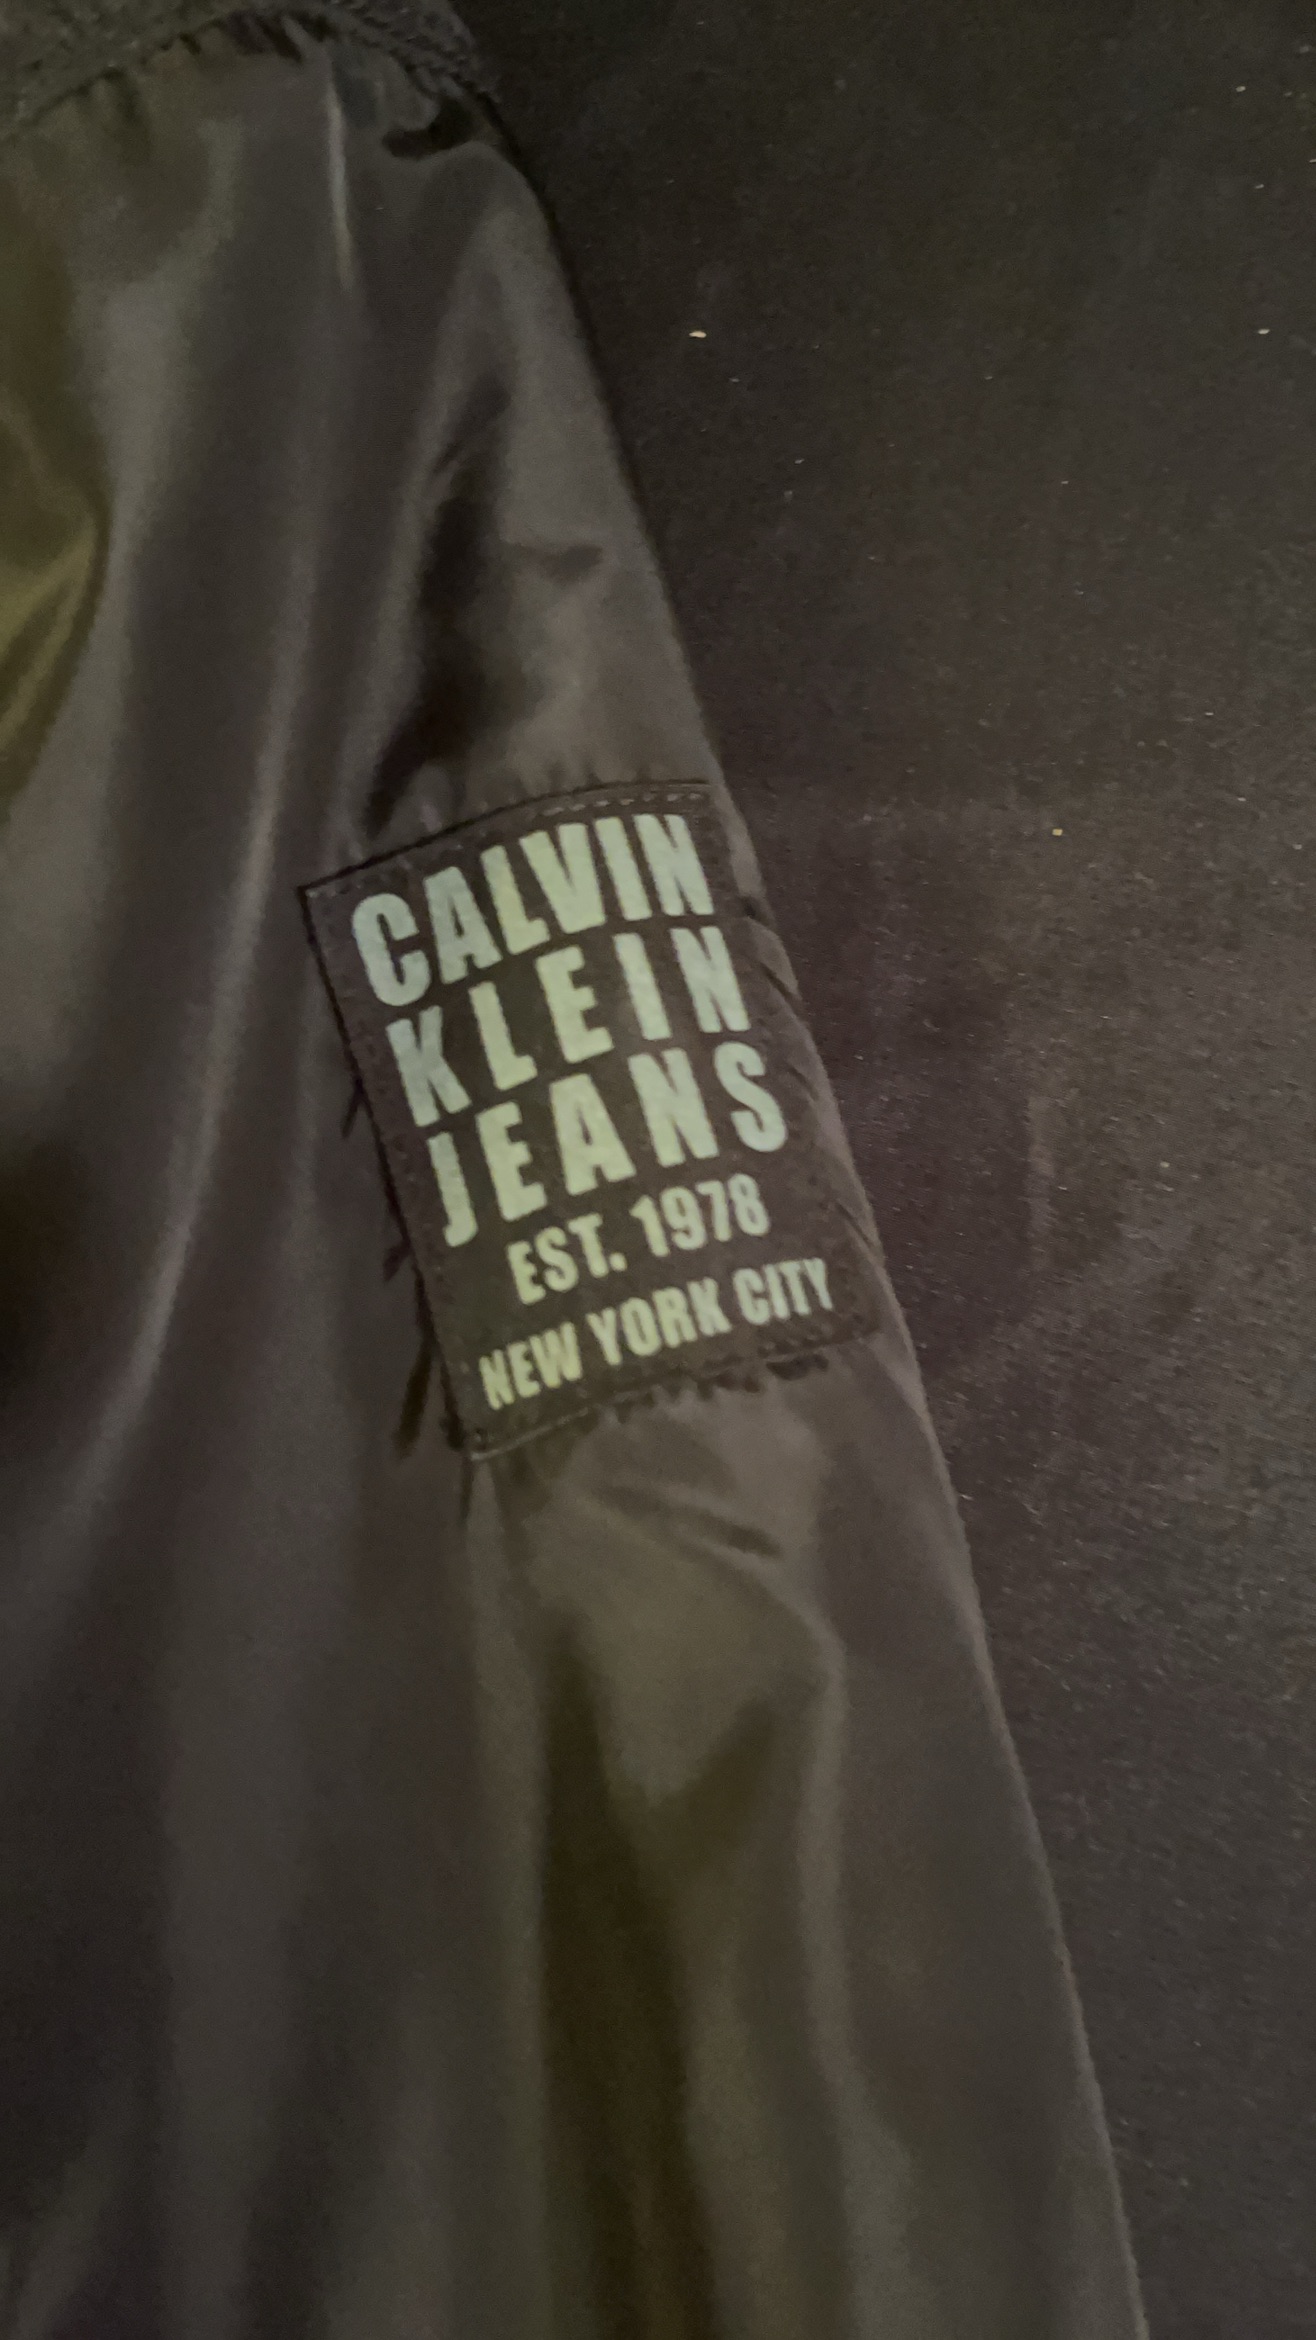 CALVIN
KLEIN
JEANS
EST. 1978
NEW YORK CITY